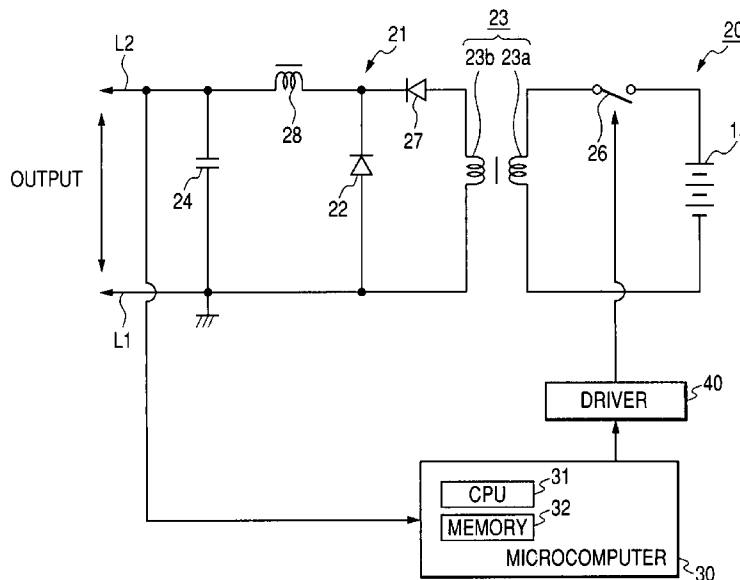 L2
21
23
23b 23a
20
28
27
26
1
OUTPUT
24
22
L1
DRIVER
40
CPU
31
MEMORY
32
MICROCOMPUTER
30